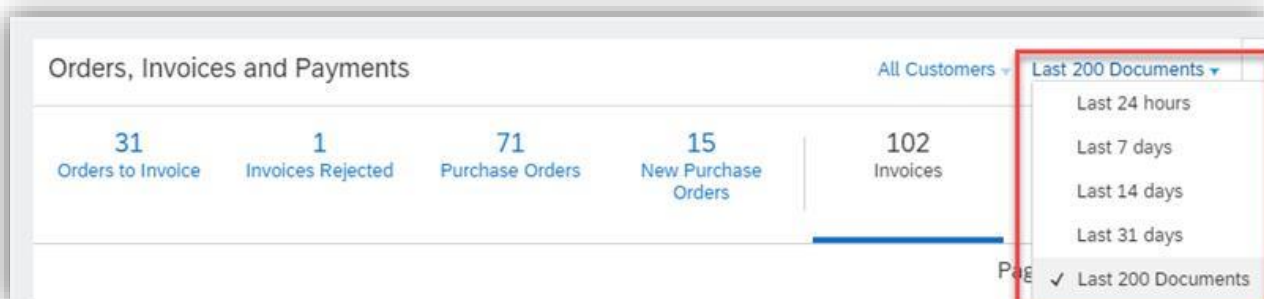 Orders, Invoices and Payments
All Customers
Last 200 Documents
Last 24 hours
Last 7 days
Last 14 days
Last 31 days
✓ Last 200 Documents
31
Orders to Invoice
1
Invoices Rejected
71
Purchase Orders
15
New Purchase
Orders
102
Invoices